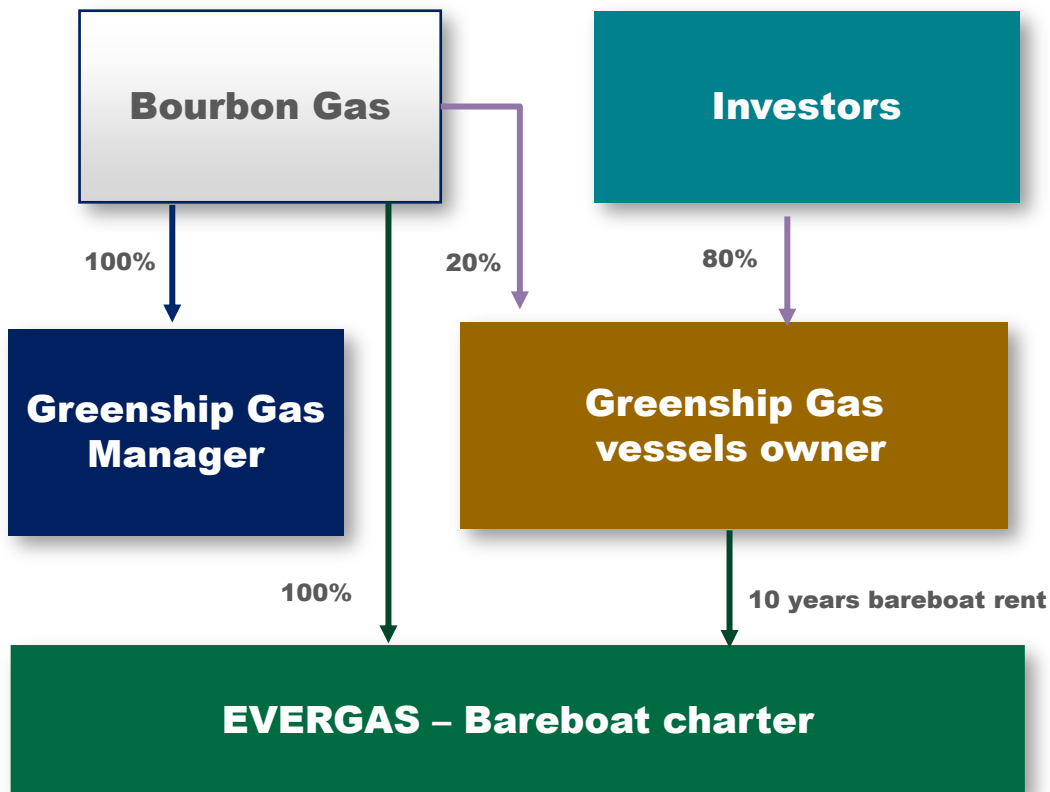 Bourbon Gas
Investors
100%
20%
80%
Greenship Gas
Manager
Greenship Gas
vessels owner
100%
10 years bareboat rent
EVERGAS – Bareboat charter